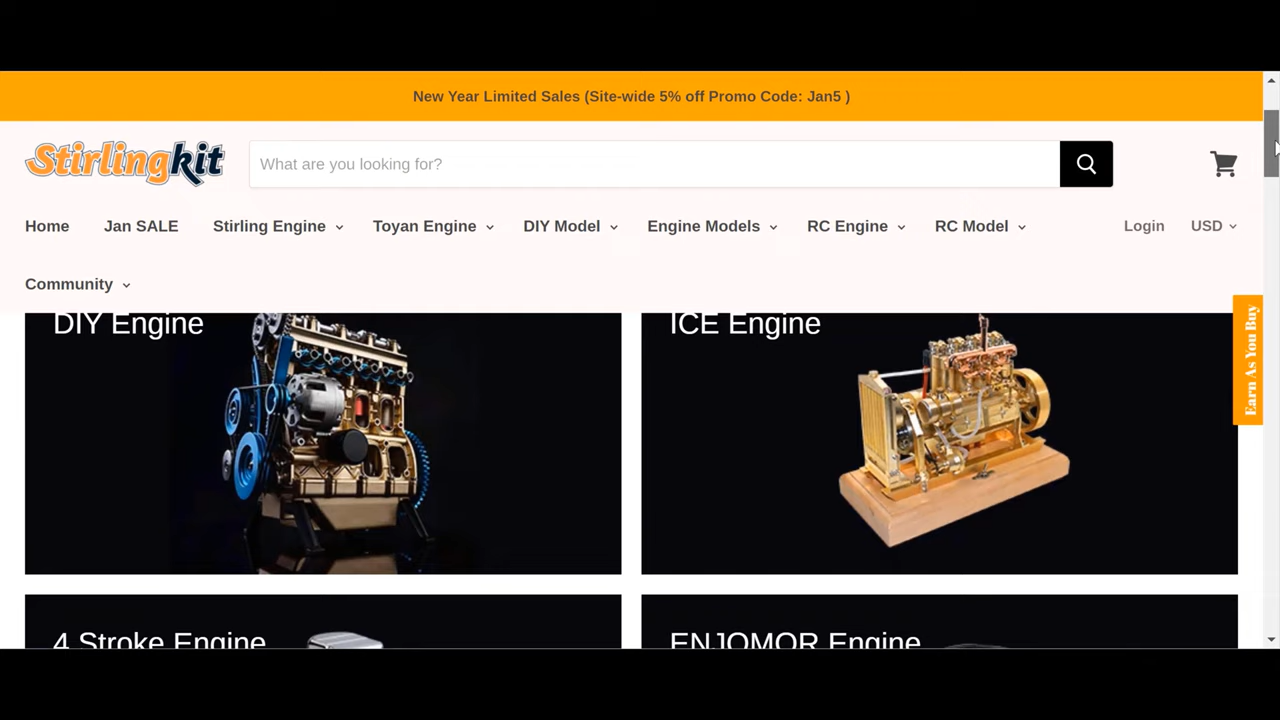 New Year Limited Sales (Site-wide 5% off Promo Code: Jan5 )
Stirlingkit
What are you looking for?
Home Jan SALE Stirling Engine Toyan Engine DIY Model Engine Models RC Engine RC Model Login USD
Community
Earn As You Buy
DIY Engine ICE Engine
4 Stroke Engine ENJOMOR Engine